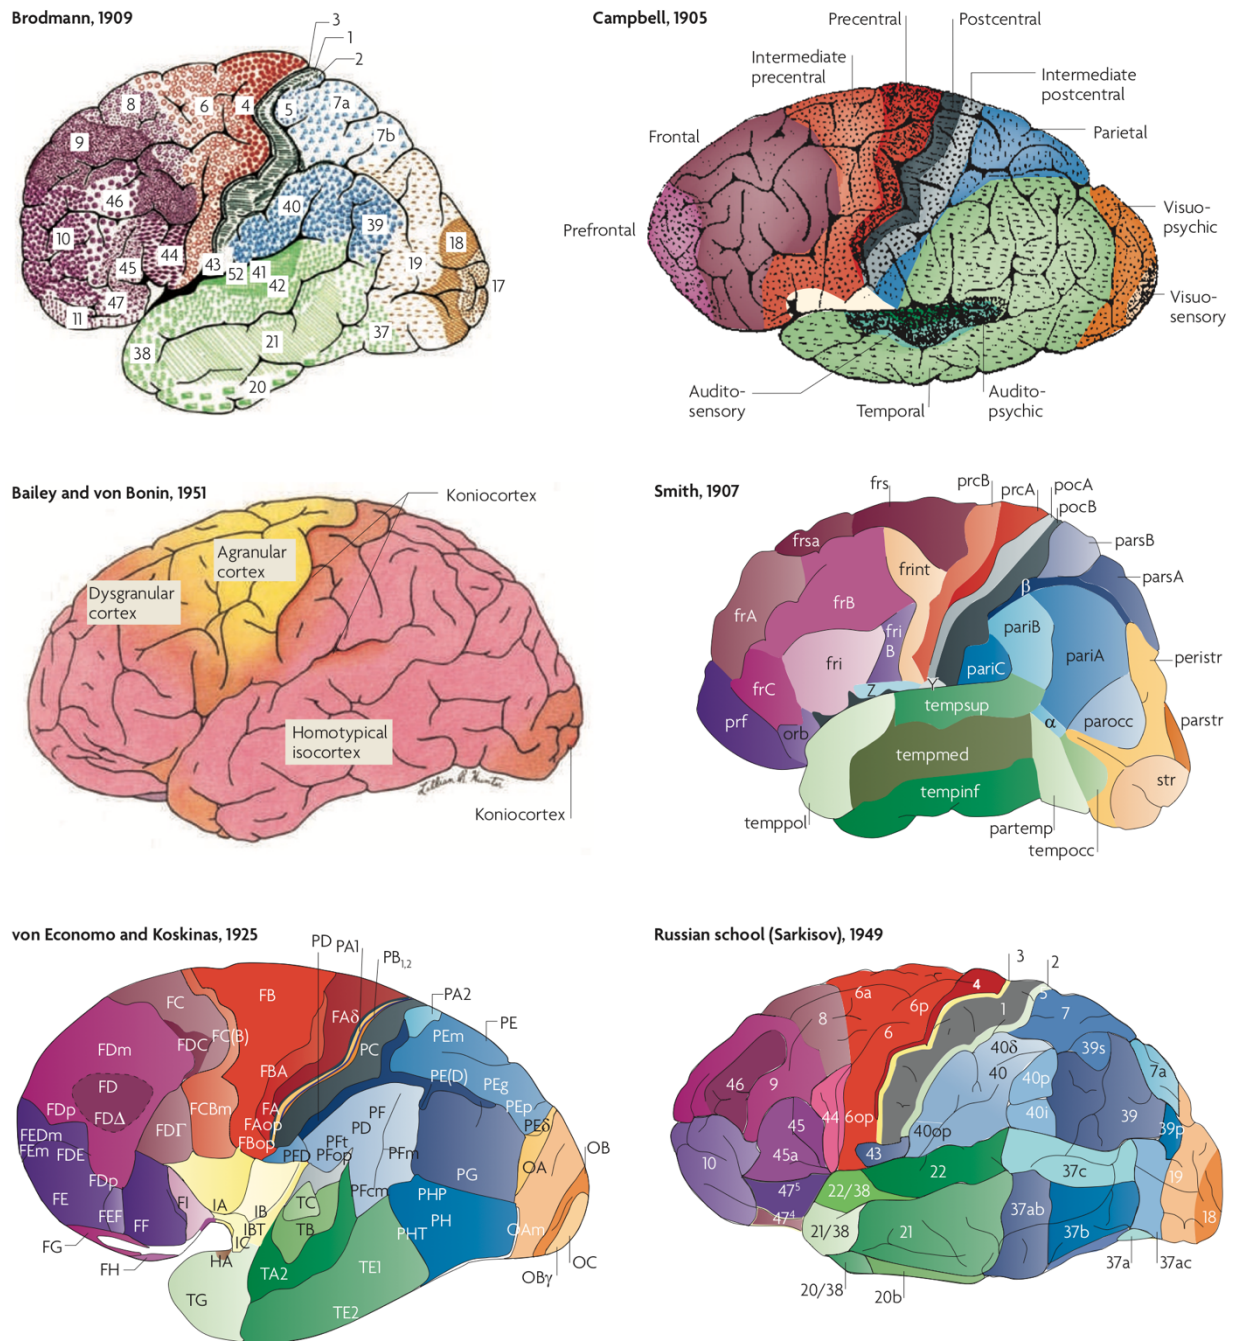 Brodmann, 1909
3
1
2
8
6
4
5
7a
7b
9
46
40
39
10
18
45
44
43
52
41
42
19
17
47
11
21
37
38
20
Campbell, 1905
Precentral
Postcentral
Intermediate
precentral
Intermediate
postcentral
Frontal
Parietal
Prefrontal
Visuo-
psychic
Visuo-
sensory
Audito-
sensory
Temporal
Audito-
psychic
Bailey and von Bonin, 1951
Koniocortex
Agranular
cortex
Dysgranular
cortex
Homotypical
isocortex
Lillian R. Hunter
Koniocortex
Smith, 1907
frs
prcB
prcA
pocA
pocB
frsa
parsB
frint
parsA
β
frA
frB
fri
B
pariB
fri
pariC
pariA
peristr
frC
Z
Y
prf
orb
tempsup
α
parocc
parstr
tempmed
str
tempinf
temppol
partemp
tempocc
von Economo and Koskinas, 1925
PD
PA1
PB1,2
PA2
FC
FB
FAδ
PE
FC(B)
PC
PEm
FDm
FDC
FBA
PE(D)
PEg
FD
FDp
FDΔ
FCBm
FA
FAop
FBop
PF
PD
PEp
PEδ
FEDm
FEm
FDE
FDΓ
PFD
PFt
PFop
PFm
OB
FDp
PG
OA
FE
FEF
FF
FI
IA
IB
IBT
IC
TC
TB
PFcm
PHP
PH
PHT
OAm
FG
FH
HA
TA2
TE1
OBγ
OC
TG
TE2
Russian school (Sarkisov), 1949
3
2
4
6a
6p
5
8
6
1
7
40δ
39s
46
9
40
40p
7a
44
6op
45
40i
39
39p
40op
45a
43
10
22
37c
47⁵
22/38
19
47⁴
18
21/38
21
37ab
37b
20/38
20b
37a
37ac